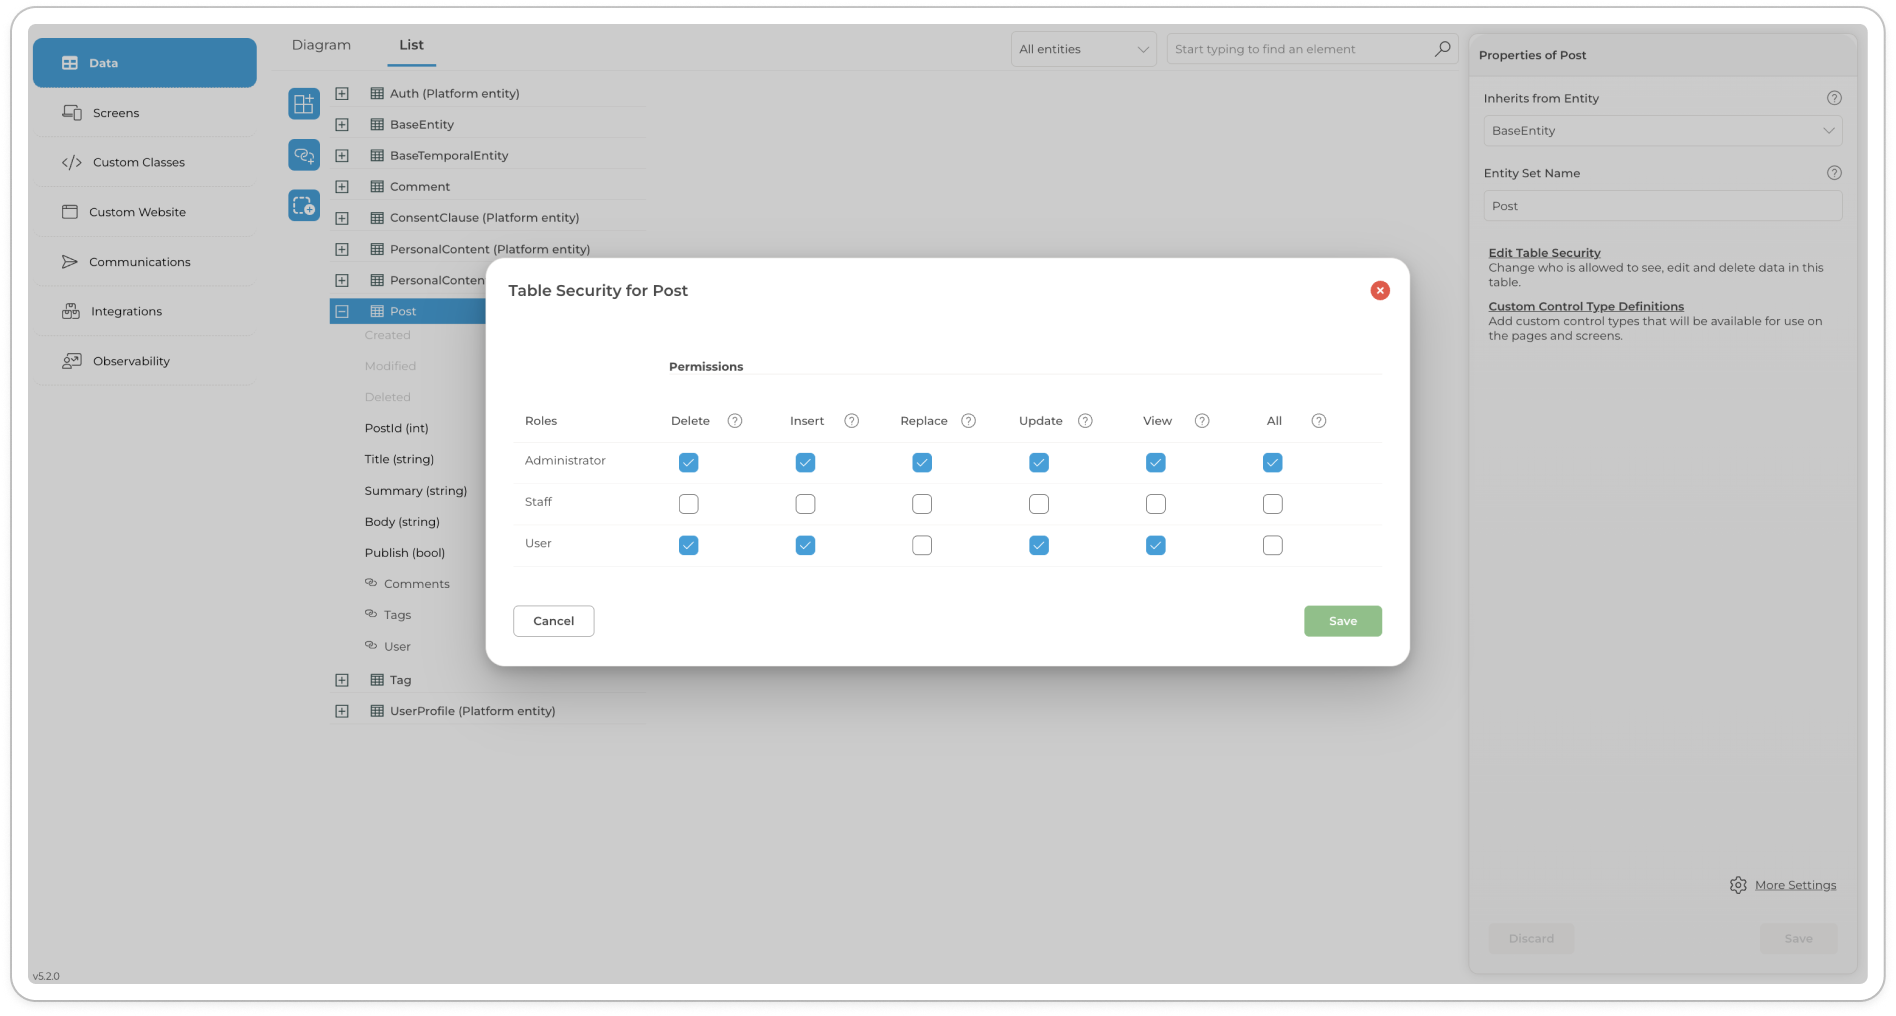 Data
Screens
Custom Classes
Custom Website
Communications
Integrations
Observability
v5.2.0
Diagram
List
All entities
Start typing to find an element
Auth (Platform entity)
BaseEntity
BaseTemporalEntity
Comment
ConsentClause (Platform entity)
PersonalContent (Platform entity)
PersonalConten
Post
Created
Modified
Deleted
PostId (int)
Title (string)
Summary (string)
Body (string)
Publish (bool)
Comments
Tags
User
Tag
UserProfile (Platform entity)
Table Security for Post
Permissions
Roles Delete ? Insert ? Replace ? Update ? View ? All ?
Administrator
Staff
User
Cancel
Save
Properties of Post
Inherits from Entity ?
BaseEntity
Entity Set Name ?
Post
Edit Table Security
Change who is allowed to see, edit and delete data in this
table.
Custom Control Type Definitions
Add custom control types that will be available for use on
the pages and screens.
More Settings
Discard
Save